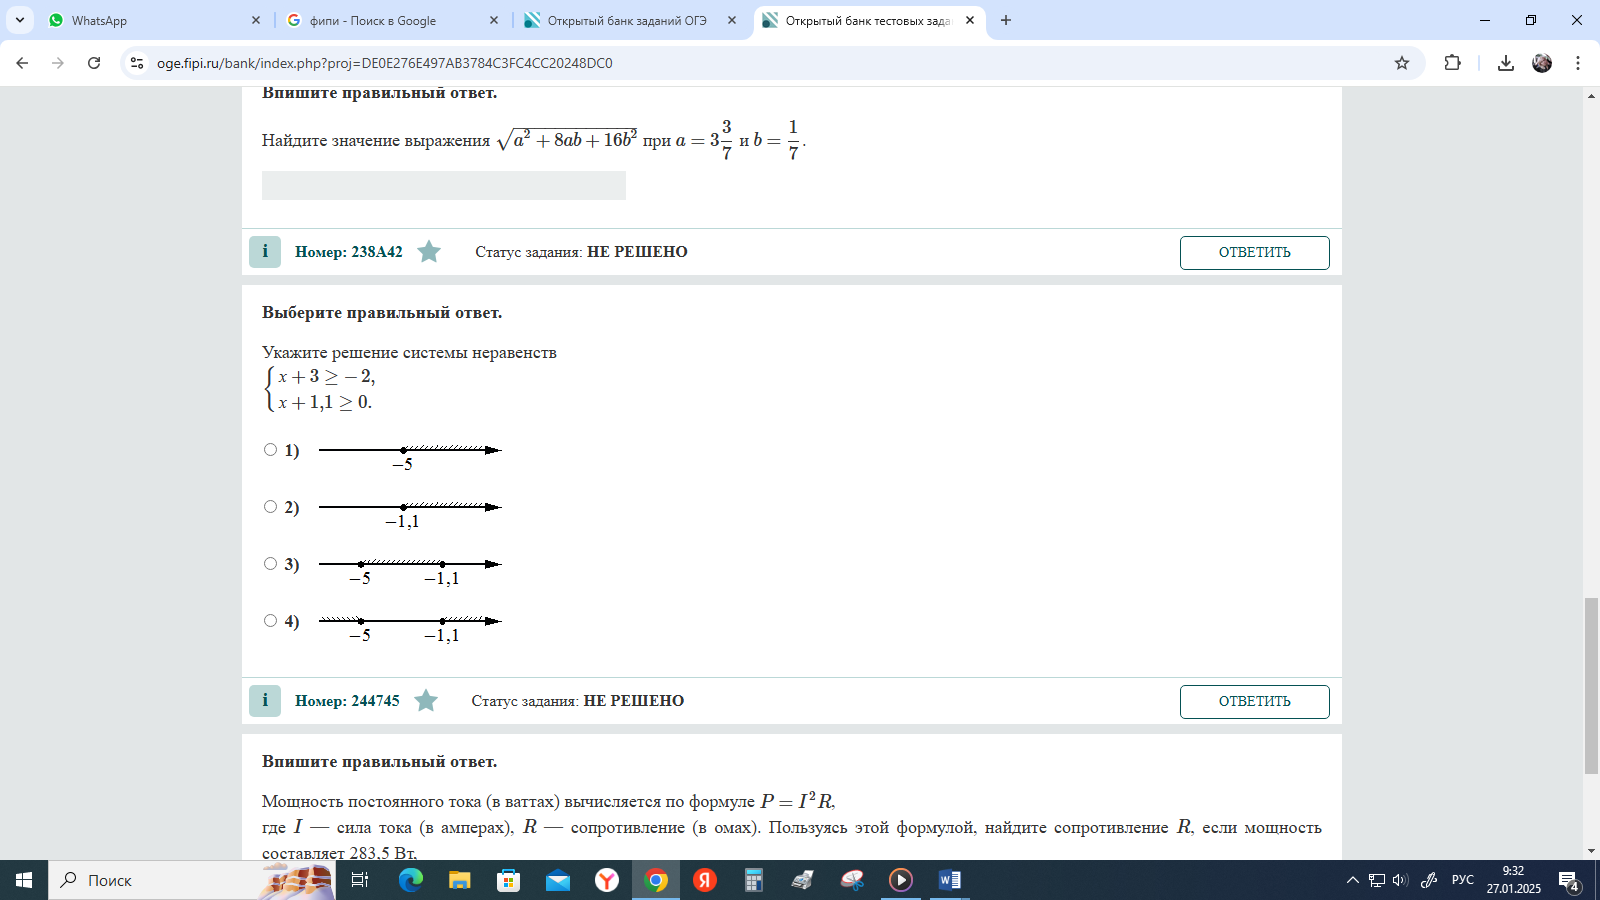 WhatsApp
фипи - Поиск в Google
Открытый банк заданий ОГЭ
Открытый банк тестовых зада
oge.fipi.ru/bank/index.php?proj=DE0E276E497AB3784C3FC4CC20248DC0
Впишите правильный ответ.
Найдите значение выражения √(a² + 8ab + 16b²) при a = 3 3/7 и b = 1/7.
i Номер: 238A42 Статус задания: НЕ РЕШЕНО ОТВЕТИТЬ
Выберите правильный ответ.
Укажите решение системы неравенств
{ x + 3 ≥ − 2,
x + 1,1 ≥ 0.
1)
−5
2)
−1,1
3)
−5 −1,1
4)
−5 −1,1
i Номер: 244745 Статус задания: НЕ РЕШЕНО ОТВЕТИТЬ
Впишите правильный ответ.
Мощность постоянного тока (в ваттах) вычисляется по формуле P = I²R,
где I — сила тока (в амперах), R — сопротивление (в омах). Пользуясь этой формулой, найдите сопротивление R, если мощность
составляет 283,5 Вт,
Поиск
РУС
9:32
27.01.2025
4